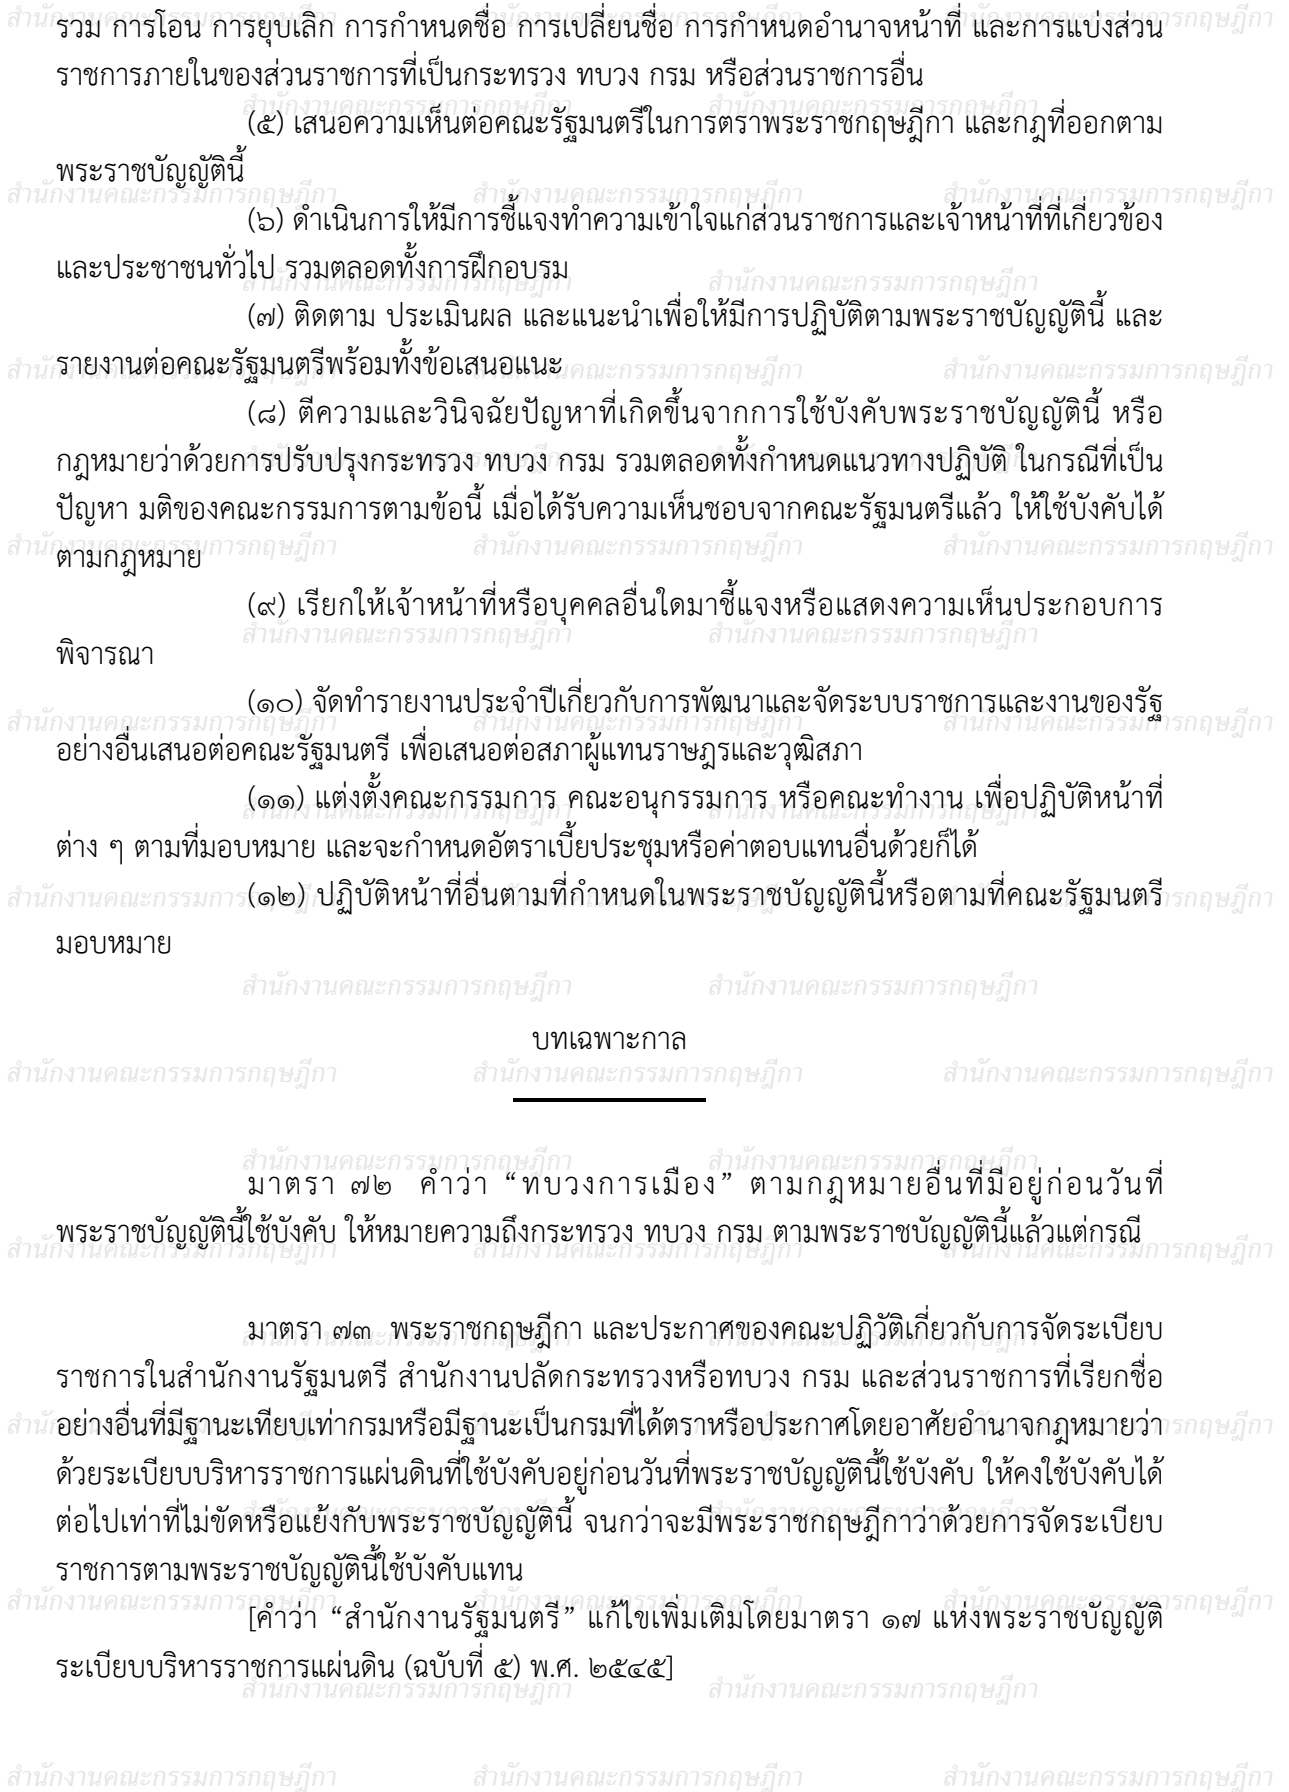 รวม การโอน การยุบเลิก การกำหนดชื่อ การเปลี่ยนชื่อ การกำหนดอำนาจหน้าที่ และการแบ่งส่วน
ราชการภายในของส่วนราชการที่เป็นกระทรวง ทบวง กรม หรือส่วนราชการอื่น
(๕) เสนอความเห็นต่อคณะรัฐมนตรีในการตราพระราชกฤษฎีกา และกฎที่ออกตาม
พระราชบัญญัตินี้
(๖) ดำเนินการให้มีการชี้แจงทำความเข้าใจแก่ส่วนราชการและเจ้าหน้าที่ที่เกี่ยวข้อง
และประชาชนทั่วไป รวมตลอดทั้งการฝึกอบรม
(๗) ติดตาม ประเมินผล และแนะนำเพื่อให้มีการปฏิบัติตามพระราชบัญญัตินี้ และ
รายงานต่อคณะรัฐมนตรีพร้อมทั้งข้อเสนอแนะ
(๘) ตีความและวินิจฉัยปัญหาที่เกิดขึ้นจากการใช้บังคับพระราชบัญญัตินี้ หรือ
กฎหมายว่าด้วยการปรับปรุงกระทรวง ทบวง กรม รวมตลอดทั้งกำหนดแนวทางปฏิบัติ ในกรณีที่เป็น
ปัญหา มติของคณะกรรมการตามข้อนี้ เมื่อได้รับความเห็นชอบจากคณะรัฐมนตรีแล้ว ให้ใช้บังคับได้
ตามกฎหมาย
(๙) เรียกให้เจ้าหน้าที่หรือบุคคลอื่นใดมาชี้แจงหรือแสดงความเห็นประกอบการ
พิจารณา
(๑๐) จัดทำรายงานประจำปีเกี่ยวกับการพัฒนาและจัดระบบราชการและงานของรัฐ
อย่างอื่นเสนอต่อคณะรัฐมนตรี เพื่อเสนอต่อสภาผู้แทนราษฎรและวุฒิสภา
(๑๑) แต่งตั้งคณะกรรมการ คณะอนุกรรมการ หรือคณะทำงาน เพื่อปฏิบัติหน้าที่
ต่าง ๆ ตามที่มอบหมาย และจะกำหนดอัตราเบี้ยประชุมหรือค่าตอบแทนอื่นด้วยก็ได้
(๑๒) ปฏิบัติหน้าที่อื่นตามที่กำหนดในพระราชบัญญัตินี้หรือตามที่คณะรัฐมนตรี
มอบหมาย
บทเฉพาะกาล
มาตรา ๗๒  คำว่า “ทบวงการเมือง” ตามกฎหมายอื่นที่มีอยู่ก่อนวันที่
พระราชบัญญัตินี้ใช้บังคับ ให้หมายความถึงกระทรวง ทบวง กรม ตามพระราชบัญญัตินี้แล้วแต่กรณี
มาตรา ๗๓  พระราชกฤษฎีกา และประกาศของคณะปฏิวัติเกี่ยวกับการจัดระเบียบ
ราชการในสำนักงานรัฐมนตรี สำนักงานปลัดกระทรวงหรือทบวง กรม และส่วนราชการที่เรียกชื่อ
อย่างอื่นที่มีฐานะเทียบเท่ากรมหรือมีฐานะเป็นกรมที่ได้ตราหรือประกาศโดยอาศัยอำนาจกฎหมายว่า
ด้วยระเบียบบริหารราชการแผ่นดินที่ใช้บังคับอยู่ก่อนวันที่พระราชบัญญัตินี้ใช้บังคับ ให้คงใช้บังคับได้
ต่อไปเท่าที่ไม่ขัดหรือแย้งกับพระราชบัญญัตินี้ จนกว่าจะมีพระราชกฤษฎีกาว่าด้วยการจัดระเบียบ
ราชการตามพระราชบัญญัตินี้ใช้บังคับแทน
[คำว่า “สำนักงานรัฐมนตรี” แก้ไขเพิ่มเติมโดยมาตรา ๑๗ แห่งพระราชบัญญัติ
ระเบียบบริหารราชการแผ่นดิน (ฉบับที่ ๕) พ.ศ. ๒๕๔๕]